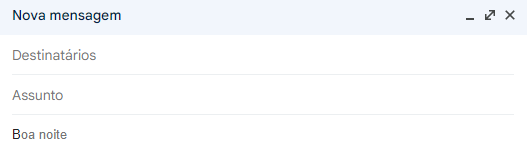 Nova mensagem
Destinatários
Assunto
Boa noite